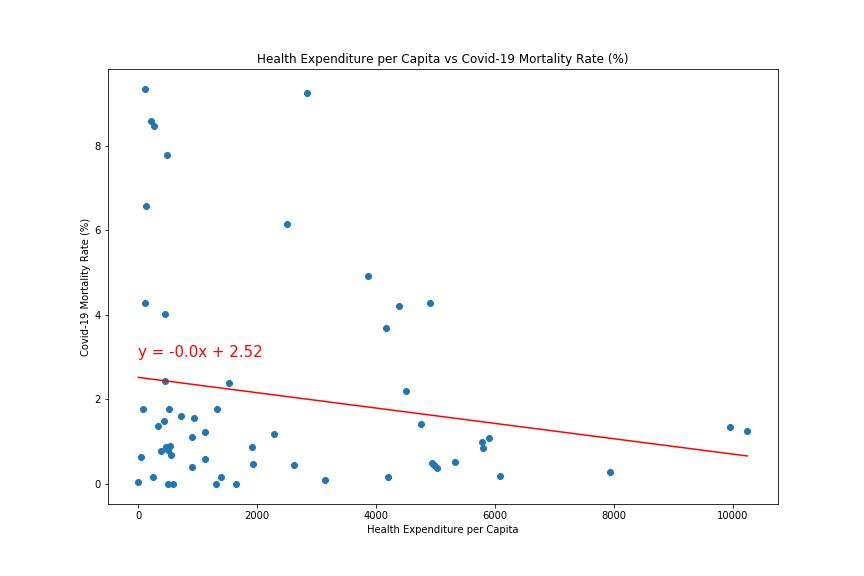 Health Expenditure per Capita vs Covid-19 Mortality Rate (%)
Covid-19 Mortality Rate (%)
8
6
4
2
0
y = -0.0x + 2.52
0 2000 4000 6000 8000 10000
Health Expenditure per Capita